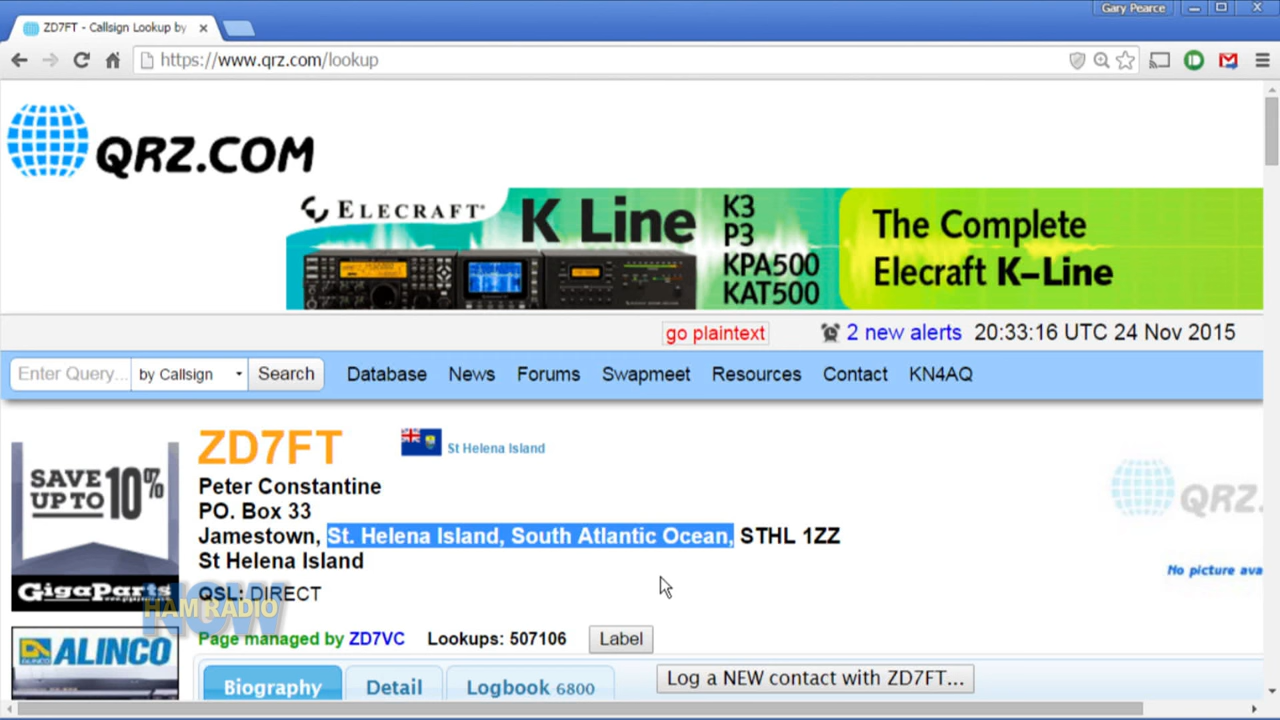 Gary Pearce
ZD7FT - Callsign Lookup by
https://www.qrz.com/lookup
QRZ.COM
ELECRAFT K Line K3
P3
KPA500
KAT500
The Complete
Elecraft K-Line
go plaintext 2 new alerts 20:33:16 UTC 24 Nov 2015
Enter Query... by Callsign Search Database News Forums Swapmeet Resources Contact KN4AQ
SAVE
UP TO 10%
GigaParts
ZD7FT St Helena Island
Peter Constantine
PO. Box 33
Jamestown, St. Helena Island, South Atlantic Ocean, STHL 1ZZ
St Helena Island
QSL: DIRECT
QRZ.
No picture ava
HAM RADIO
NOW
Page managed by ZD7VC Lookups: 507106 Label
ALINCO
Biography Detail Logbook 6800 Log a NEW contact with ZD7FT...